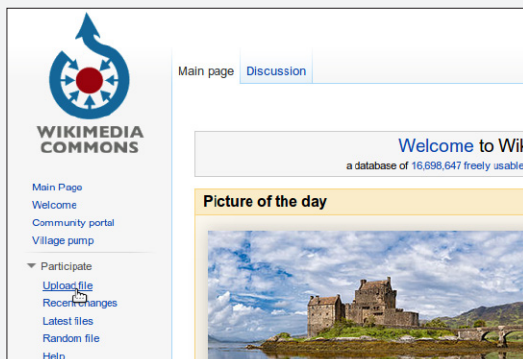 WIKIMEDIA
COMMONS
Main page
Discussion
Welcome to Wi
a database of 16,698,647 freely usable
Picture of the day
Main Page
Welcome
Community portal
Village pump
Participate
Upload file
Recent changes
Latest files
Random file
Help